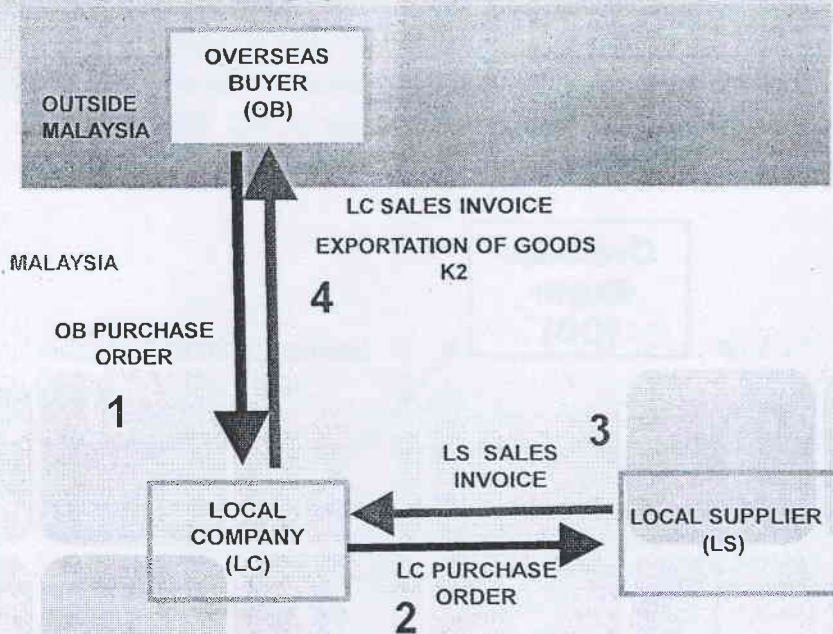 OVERSEAS
BUYER
(OB)
OUTSIDE
MALAYSIA
LC SALES INVOICE
EXPORTATION OF GOODS
K2
MALAYSIA
4
OB PURCHASE
ORDER
1
3
LS SALES
INVOICE
LOCAL
COMPANY
(LC)
LOCAL SUPPLIER
(LS)
LC PURCHASE
ORDER
2